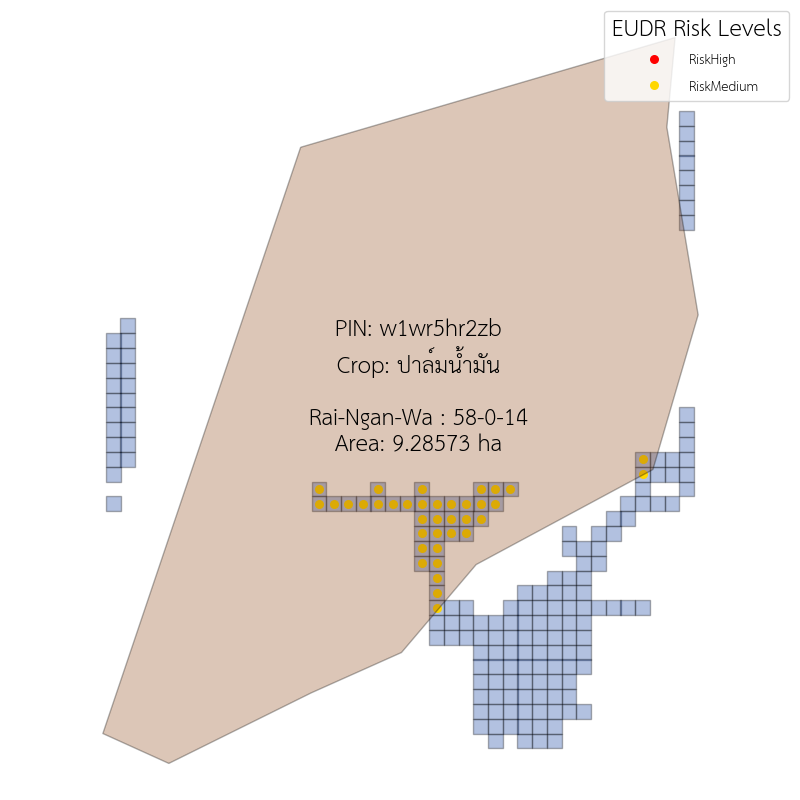 EUDR Risk Levels
RiskHigh
RiskMedium
PIN: w1wr5hr2zb
Crop: ปาล์มน้ำมัน
Rai-Ngan-Wa : 58-0-14
Area: 9.28573 ha